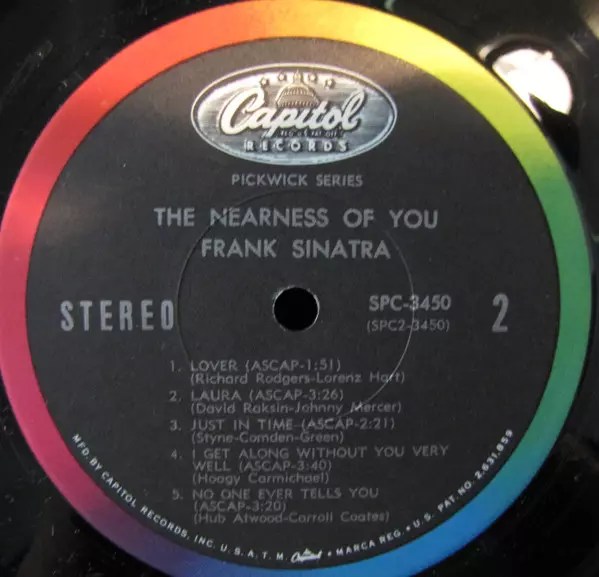 Capitol
RECORDS
PICKWICK SERIES
THE NEARNESS OF YOU
FRANK SINATRA
STEREO
SPC-3450
(SPC2-3450)
2
1. LOVER (ASCAP-1:51)
(Richard Rodgers-Lorenz Hart)
2. LAURA (ASCAP-3:26)
(David Raksin-Johnny Mercer)
3. JUST IN TIME (ASCAP-2:21)
(Styne-Comden-Green)
4. I GET ALONG WITHOUT YOU VERY
WELL (ASCAP-3:40)
(Hoagy Carmichael)
5. NO ONE EVER TELLS YOU
(ASCAP-3:20)
(Hub Atwood-Carroll Coates)
MFD. BY CAPITOL RECORDS, INC. U. S. A. T. M. Capitol • MARCA REG. • U. S. PAT. NO. 2,631,859